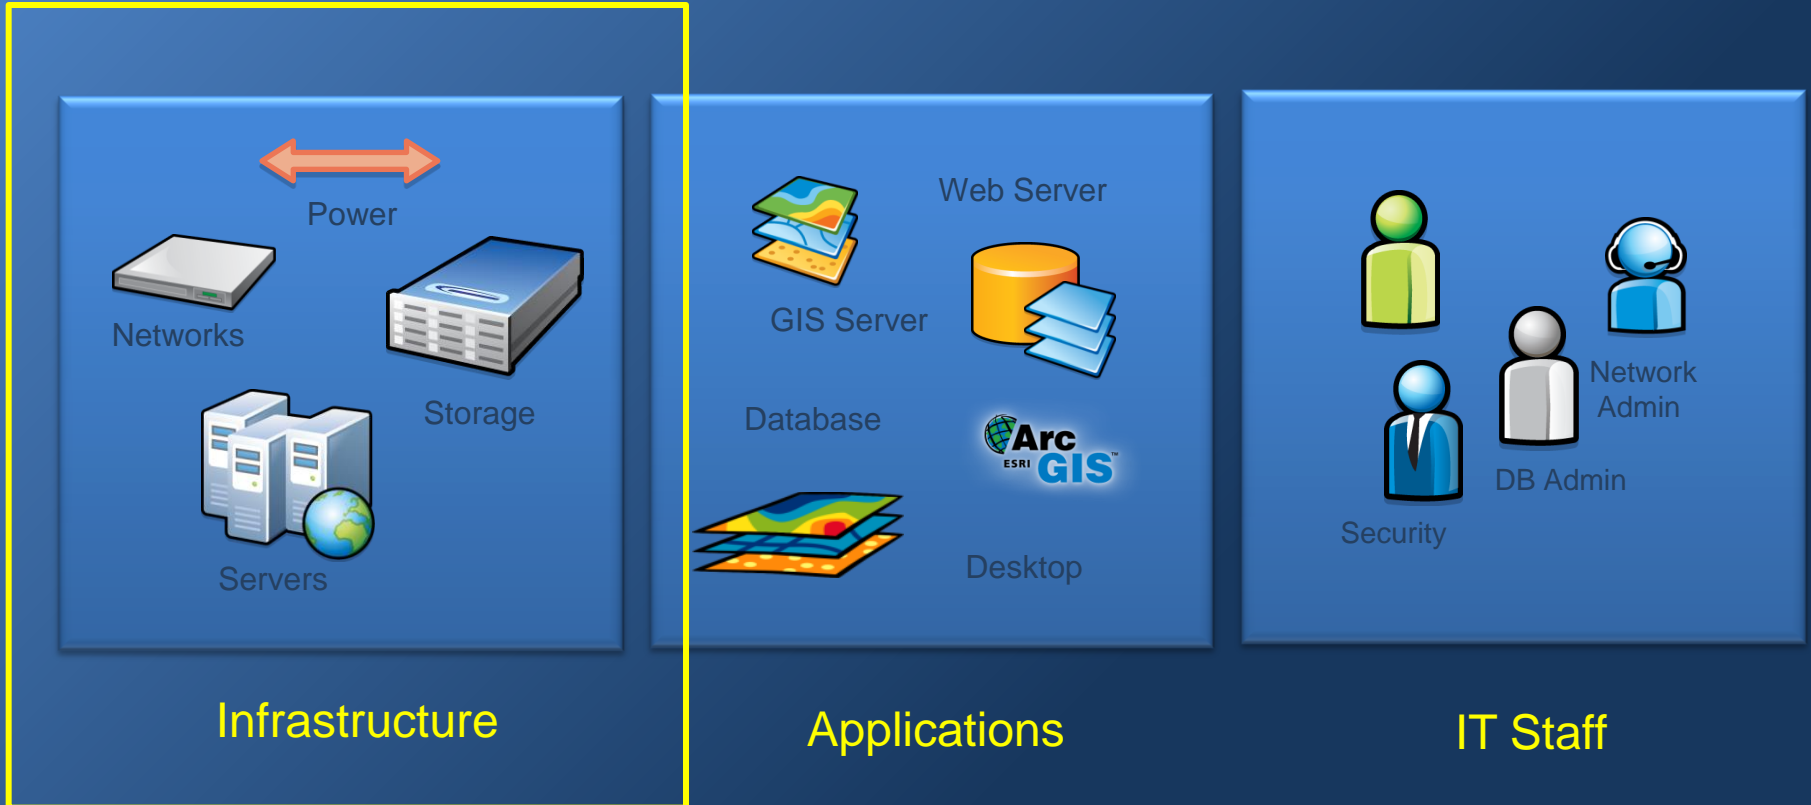 Power
Networks
Storage
Servers
Infrastructure
Web Server
GIS Server
Database
Arc
ESRI GIS™
Desktop
Applications
Network
Admin
DB Admin
Security
IT Staff